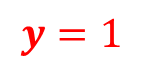 y = 1